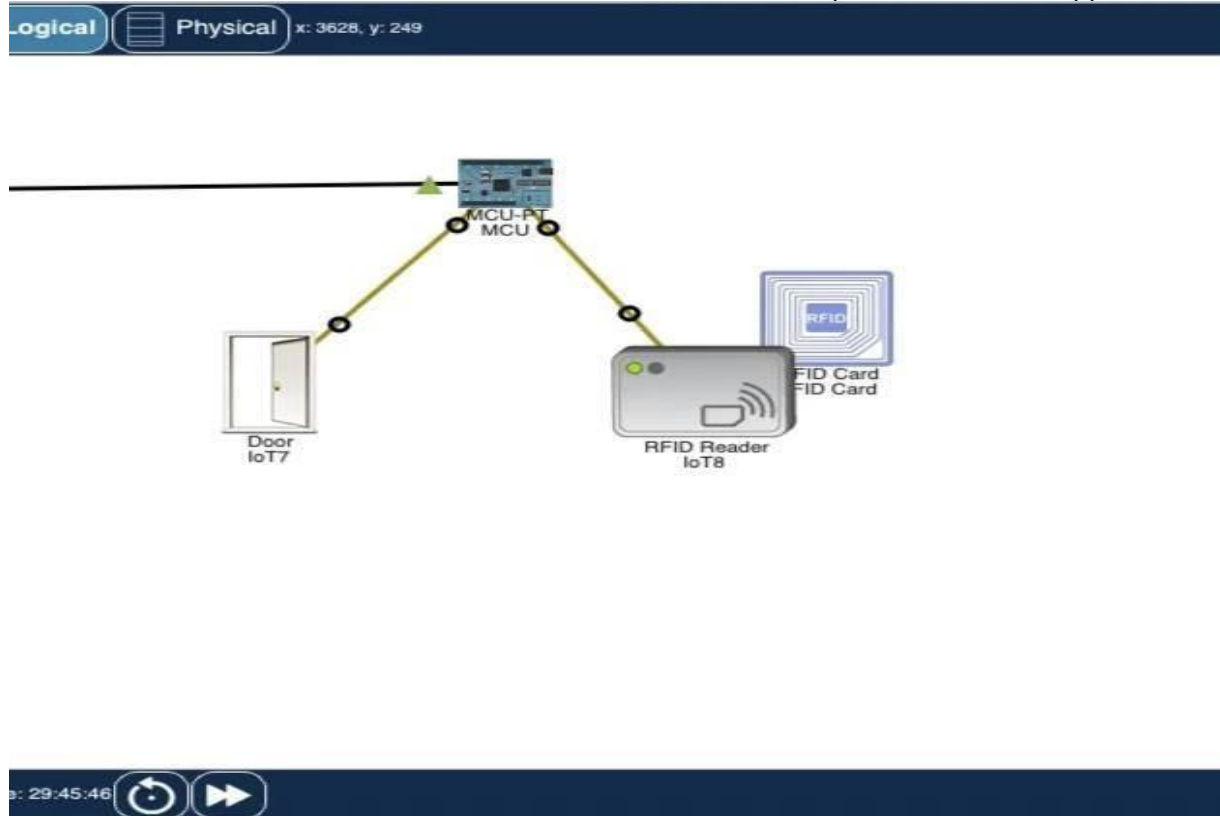 Logical Physical x: 3628, y: 249
MCU-PT
MCU
RFID
FID Card
FID Card
Door
IoT7
RFID Reader
IoT8
e: 29:45:46